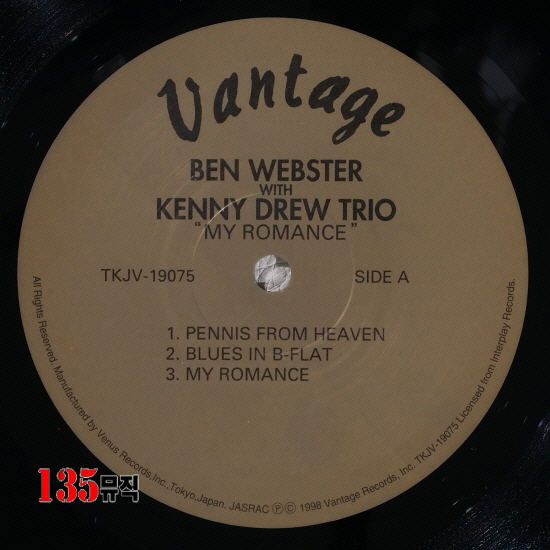 Vantage
BEN WEBSTER
WITH
KENNY DREW TRIO
"MY ROMANCE"
TKJV-19075
SIDE A
1. PENNIS FROM HEAVEN
2. BLUES IN B-FLAT
3. MY ROMANCE
All Rights Reserved. Manufactured by Venus Records, Inc., Tokyo, Japan. JASRAC Ⓟ Ⓒ 1998 Vantage Records, Inc. TKJV-19075 Licensed from Interplay Records.
135뮤직